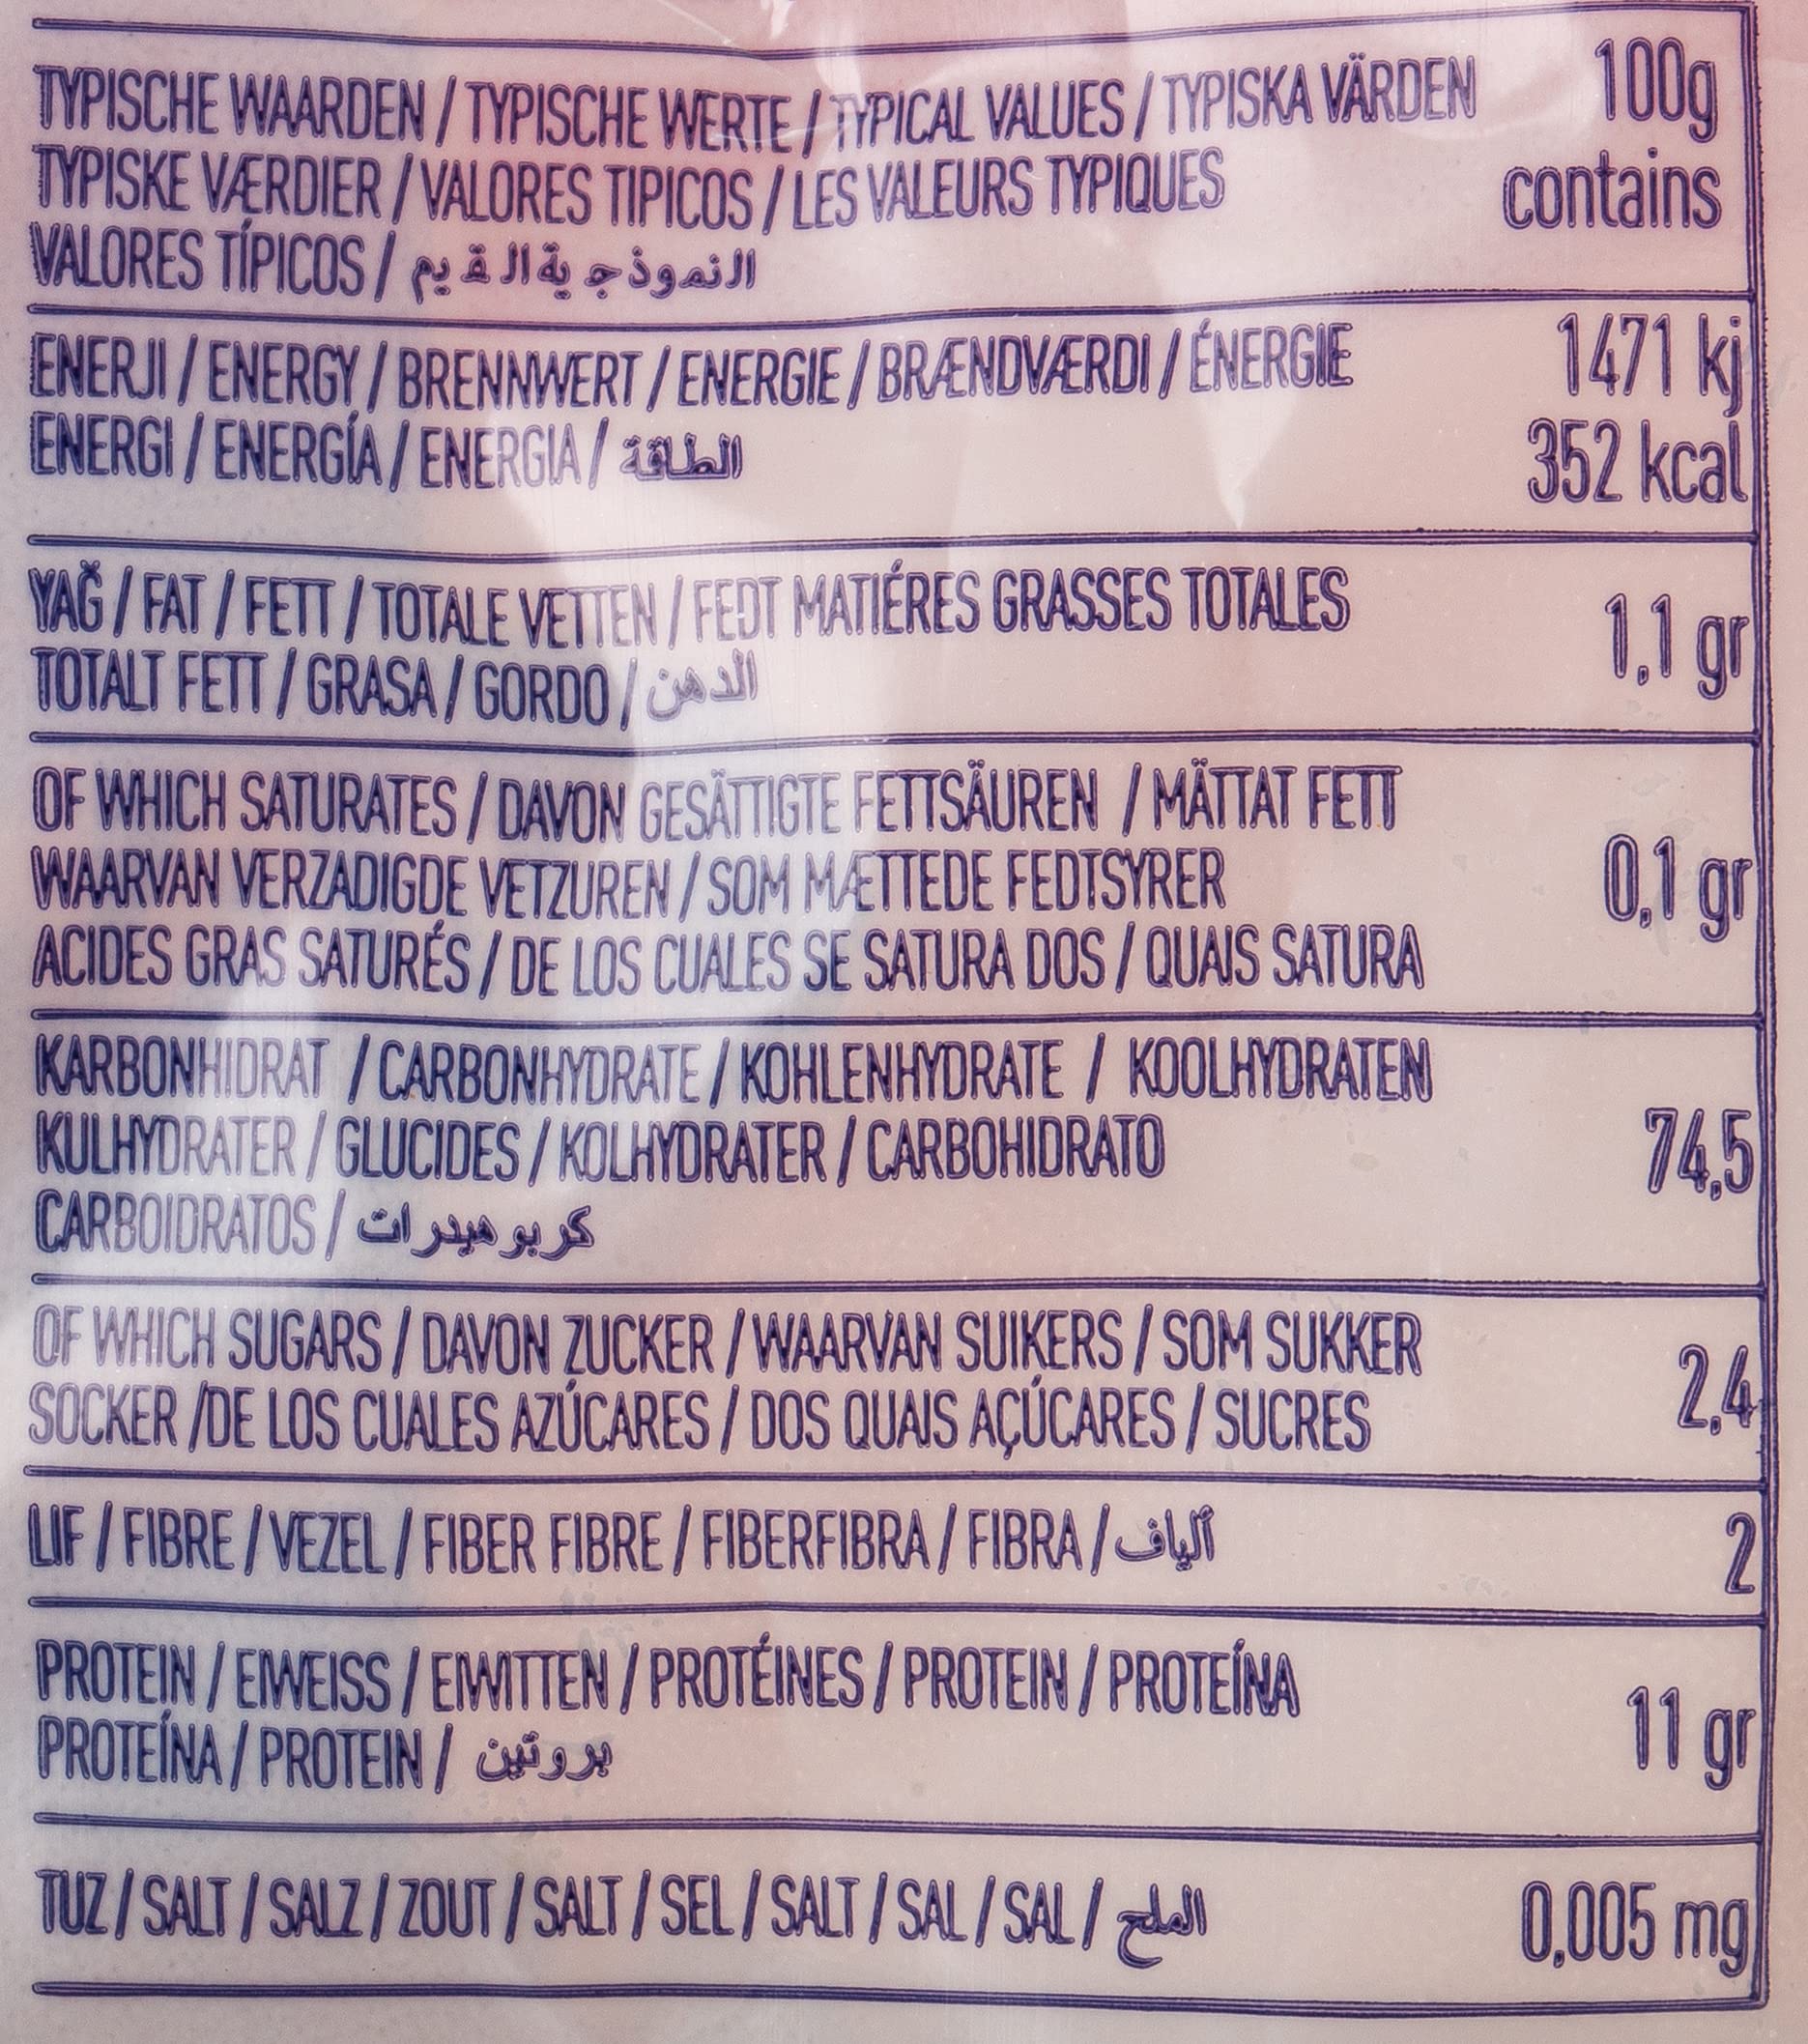 TYPISCHE WAARDEN / TYPISCHE WERTE / TYPICAL VALUES / TYPISKA VÄRDEN 100g
TYPISKE VÆRDIER / VALORES TIPICOS / LES VALEURS TYPIQUES contains
VALORES TÍPICOS / النموذج ية ال ق يم
ENERJI / ENERGY / BRENNWERT / ENERGIE / BRÆNDVÆRDI / ÉNERGIE 1471 kj
ENERGI / ENERGÍA / ENERGIA / الطاقة 352 kcal
YAĞ / FAT / FETT / TOTALE VETTEN / FEDT MATIÉRES GRASSES TOTALES 1,1 gr
TOTALT FETT / GRASA / GORDO / الدهن
OF WHICH SATURATES / DAVON GESÄTTIGTE FETTSÄUREN / MÄTTAT FETT
WAARVAN VERZADIGDE VETZUREN / SOM MÆTTEDE FEDTSYRER 0,1 gr
ACIDES GRAS SATURÉS / DE LOS CUALES SE SATURA DOS / QUAIS SATURA
KARBONHIDRAT / CARBONHYDRATE / KOHLENHYDRATE / KOOLHYDRATEN
KULHYDRATER / GLUCIDES / KOLHYDRATER / CARBOHIDRATO 74,5
CARBOIDRATOS / كربوهيدرات
OF WHICH SUGARS / DAVON ZUCKER / WAARVAN SUIKERS / SOM SUKKER 2,4
SOCKER /DE LOS CUALES AZÚCARES / DOS QUAIS AÇÚCARES / SUCRES
LIF / FIBRE / VEZEL / FIBER FIBRE / FIBERFIBRA / FIBRA / ألياف 2
PROTEIN / EIWEISS / EIWITTEN / PROTÉINES / PROTEIN / PROTEÍNA 11 gr
PROTEÍNA / PROTEIN / بروتين
TUZ / SALT / SALZ / ZOUT / SALT / SEL / SALT / SAL / SAL / الملح 0,005 mg